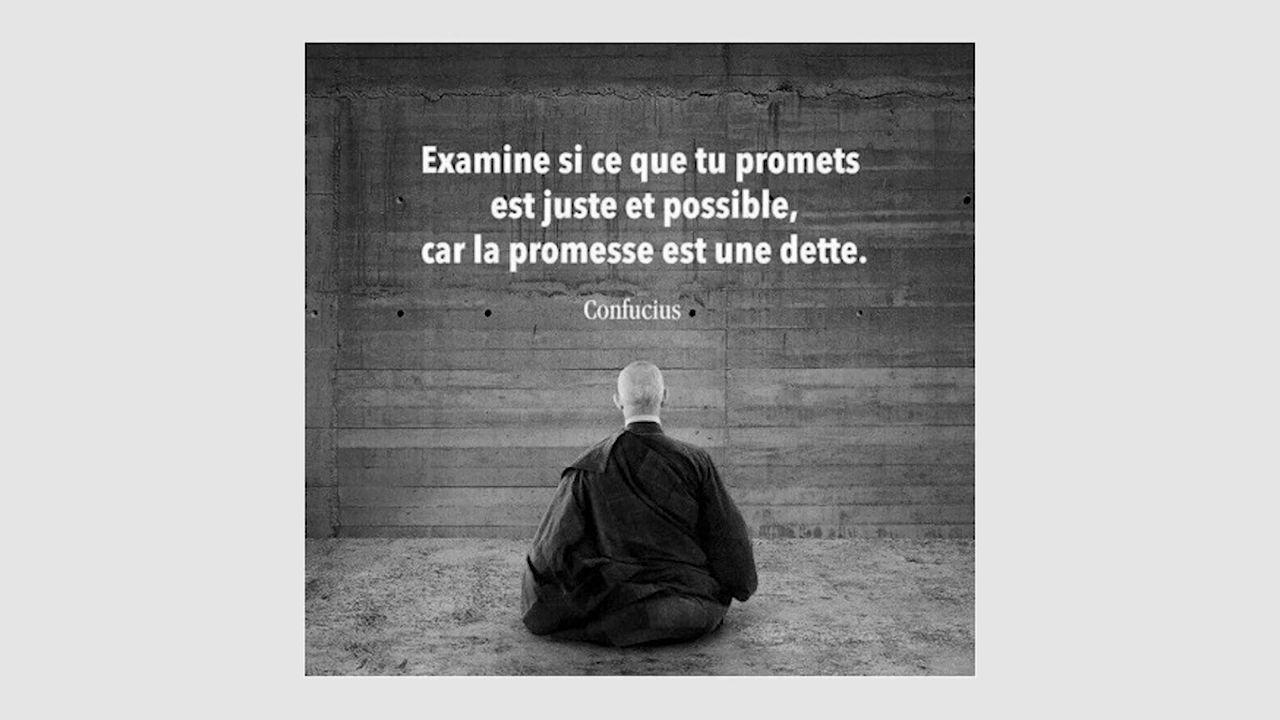 Examine si ce que tu promets
est juste et possible,
car la promesse est une dette.
Confucius